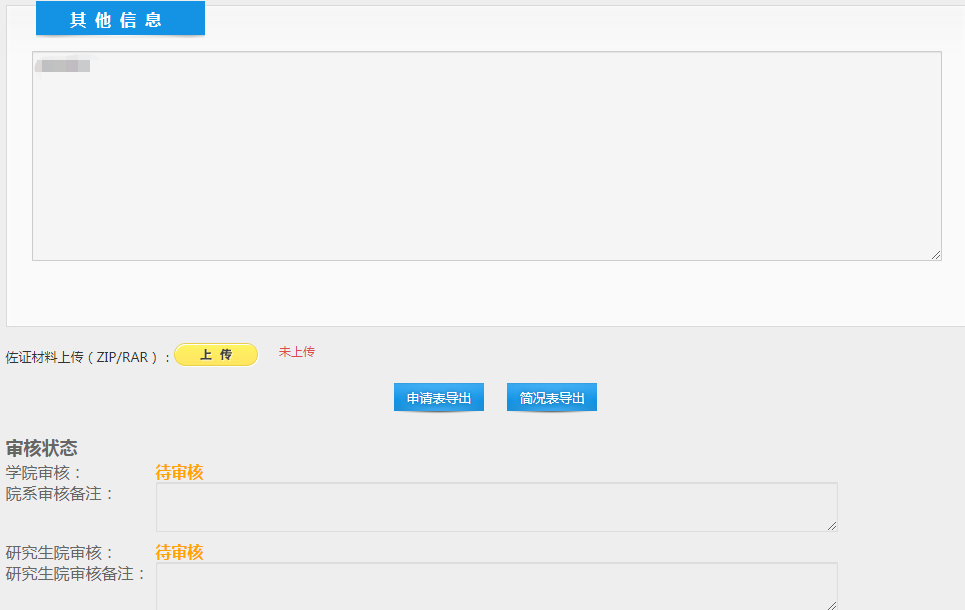 其他信息
佐证材料上传（ZIP/RAR）：上 传 未上传
申请表导出 简况表导出
审核状态
学院审核： 待审核
院系审核备注：
研究生院审核： 待审核
研究生院审核备注：